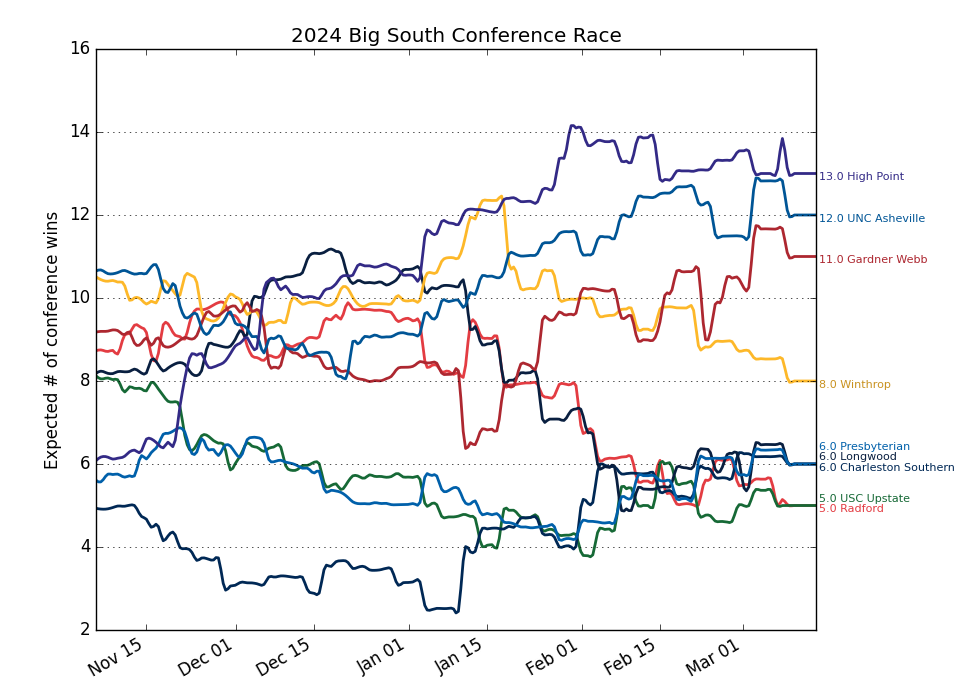 2024 Big South Conference Race
Expected # of conference wins
16
14
12
10
8
6
4
2
13.0 High Point
12.0 UNC Asheville
11.0 Gardner Webb
8.0 Winthrop
6.0 Presbyterian
6.0 Longwood
6.0 Charleston Southern
5.0 USC Upstate
5.0 Radford
Nov 15
Dec 01
Dec 15
Jan 01
Jan 15
Feb 01
Feb 15
Mar 01